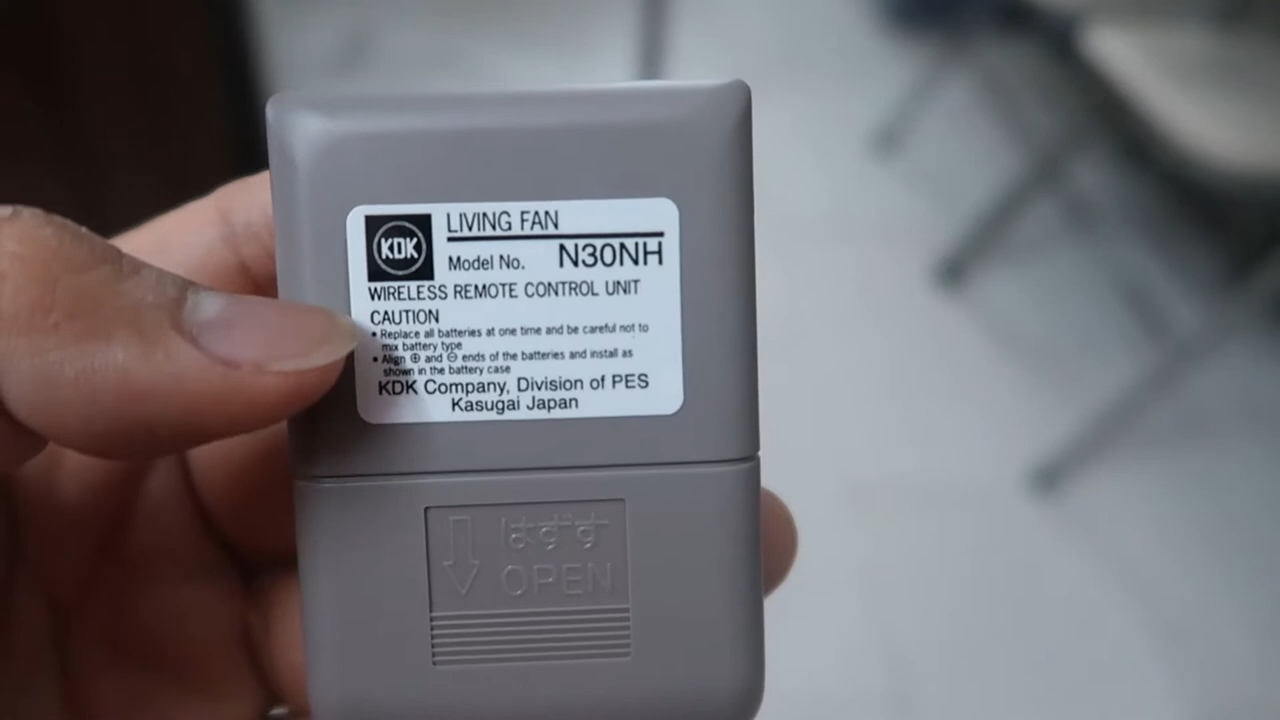 KDK
LIVING FAN
Model No. N30NH
WIRELESS REMOTE CONTROL UNIT
CAUTION
• Replace all batteries at one time and be careful not to
mix battery type
• Align ⊕ and ⊖ ends of the batteries and install as
shown in the battery case
KDK Company, Division of PES
Kasugai Japan
はずす
OPEN